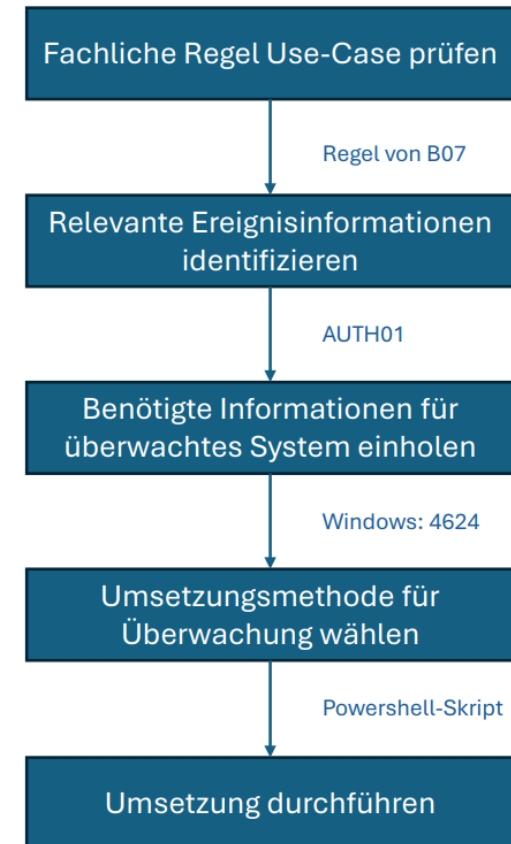 Fachliche Regel Use-Case prüfen
Regel von B07
Relevante Ereignisinformationen
identifizieren
AUTH01
Benötigte Informationen für
überwachtes System einholen
Windows: 4624
Umsetzungsmethode für
Überwachung wählen
Powershell-Skript
Umsetzung durchführen